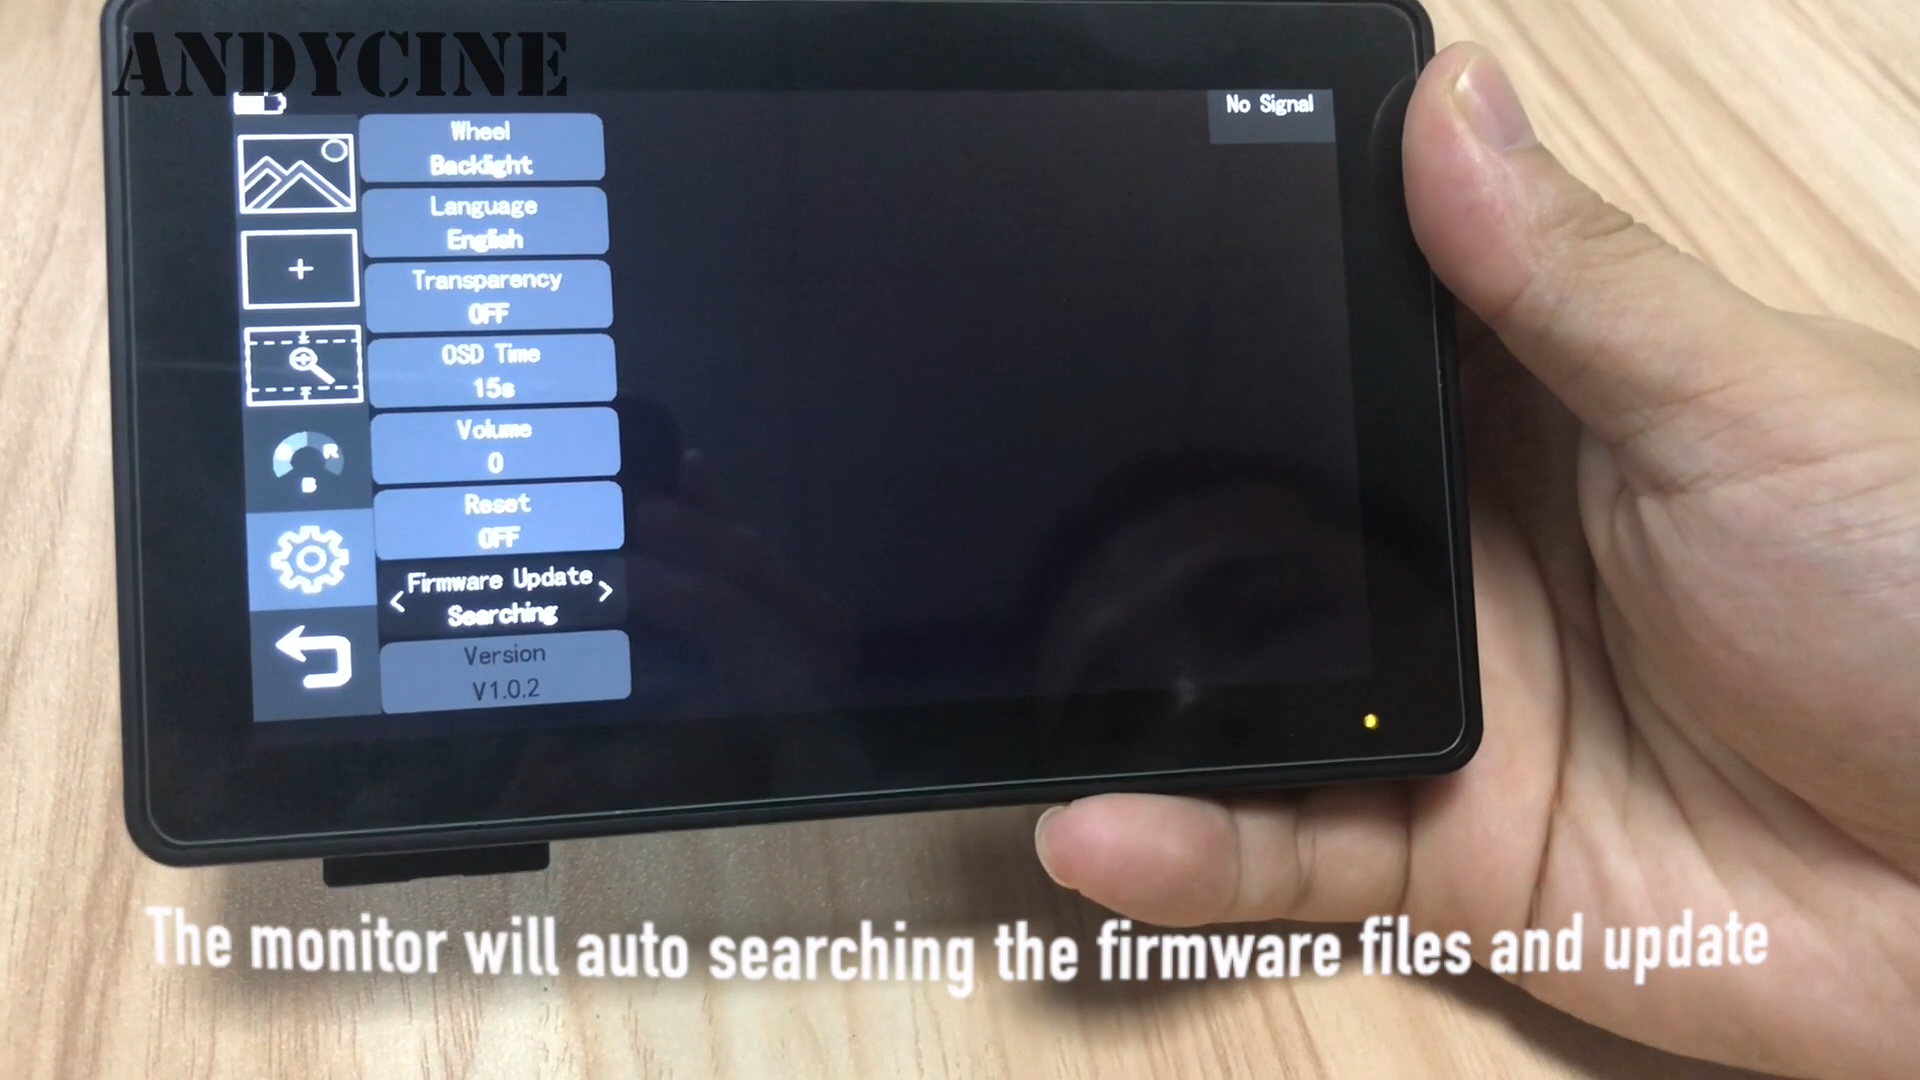 ANDYCINE
No Signal
Wheel
Backlight
Language
English
Transparency
OFF
OSD Time
15s
Volume
0
Reset
OFF
< Firmware Update >
Searching
Version
V1.0.2
R
B
The monitor will auto searching the firmware files and update